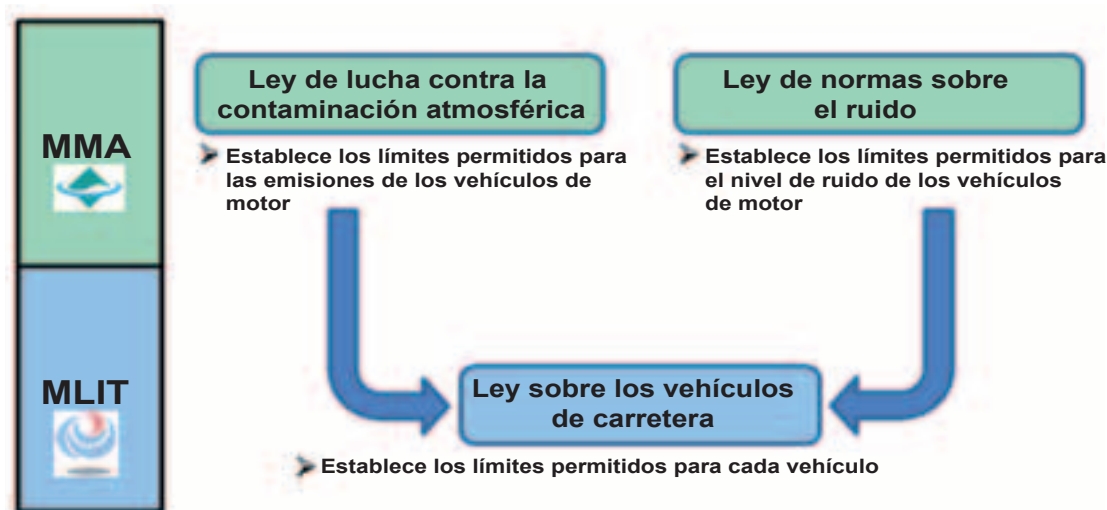 MMA
Ley de lucha contra la
contaminación atmosférica
➤ Establece los límites permitidos para
las emisiones de los vehículos de
motor
Ley de normas sobre
el ruido
➤ Establece los límites permitidos para
el nivel de ruido de los vehículos
de motor
MLIT
Ley sobre los vehículos
de carretera
➤ Establece los límites permitidos para cada vehículo